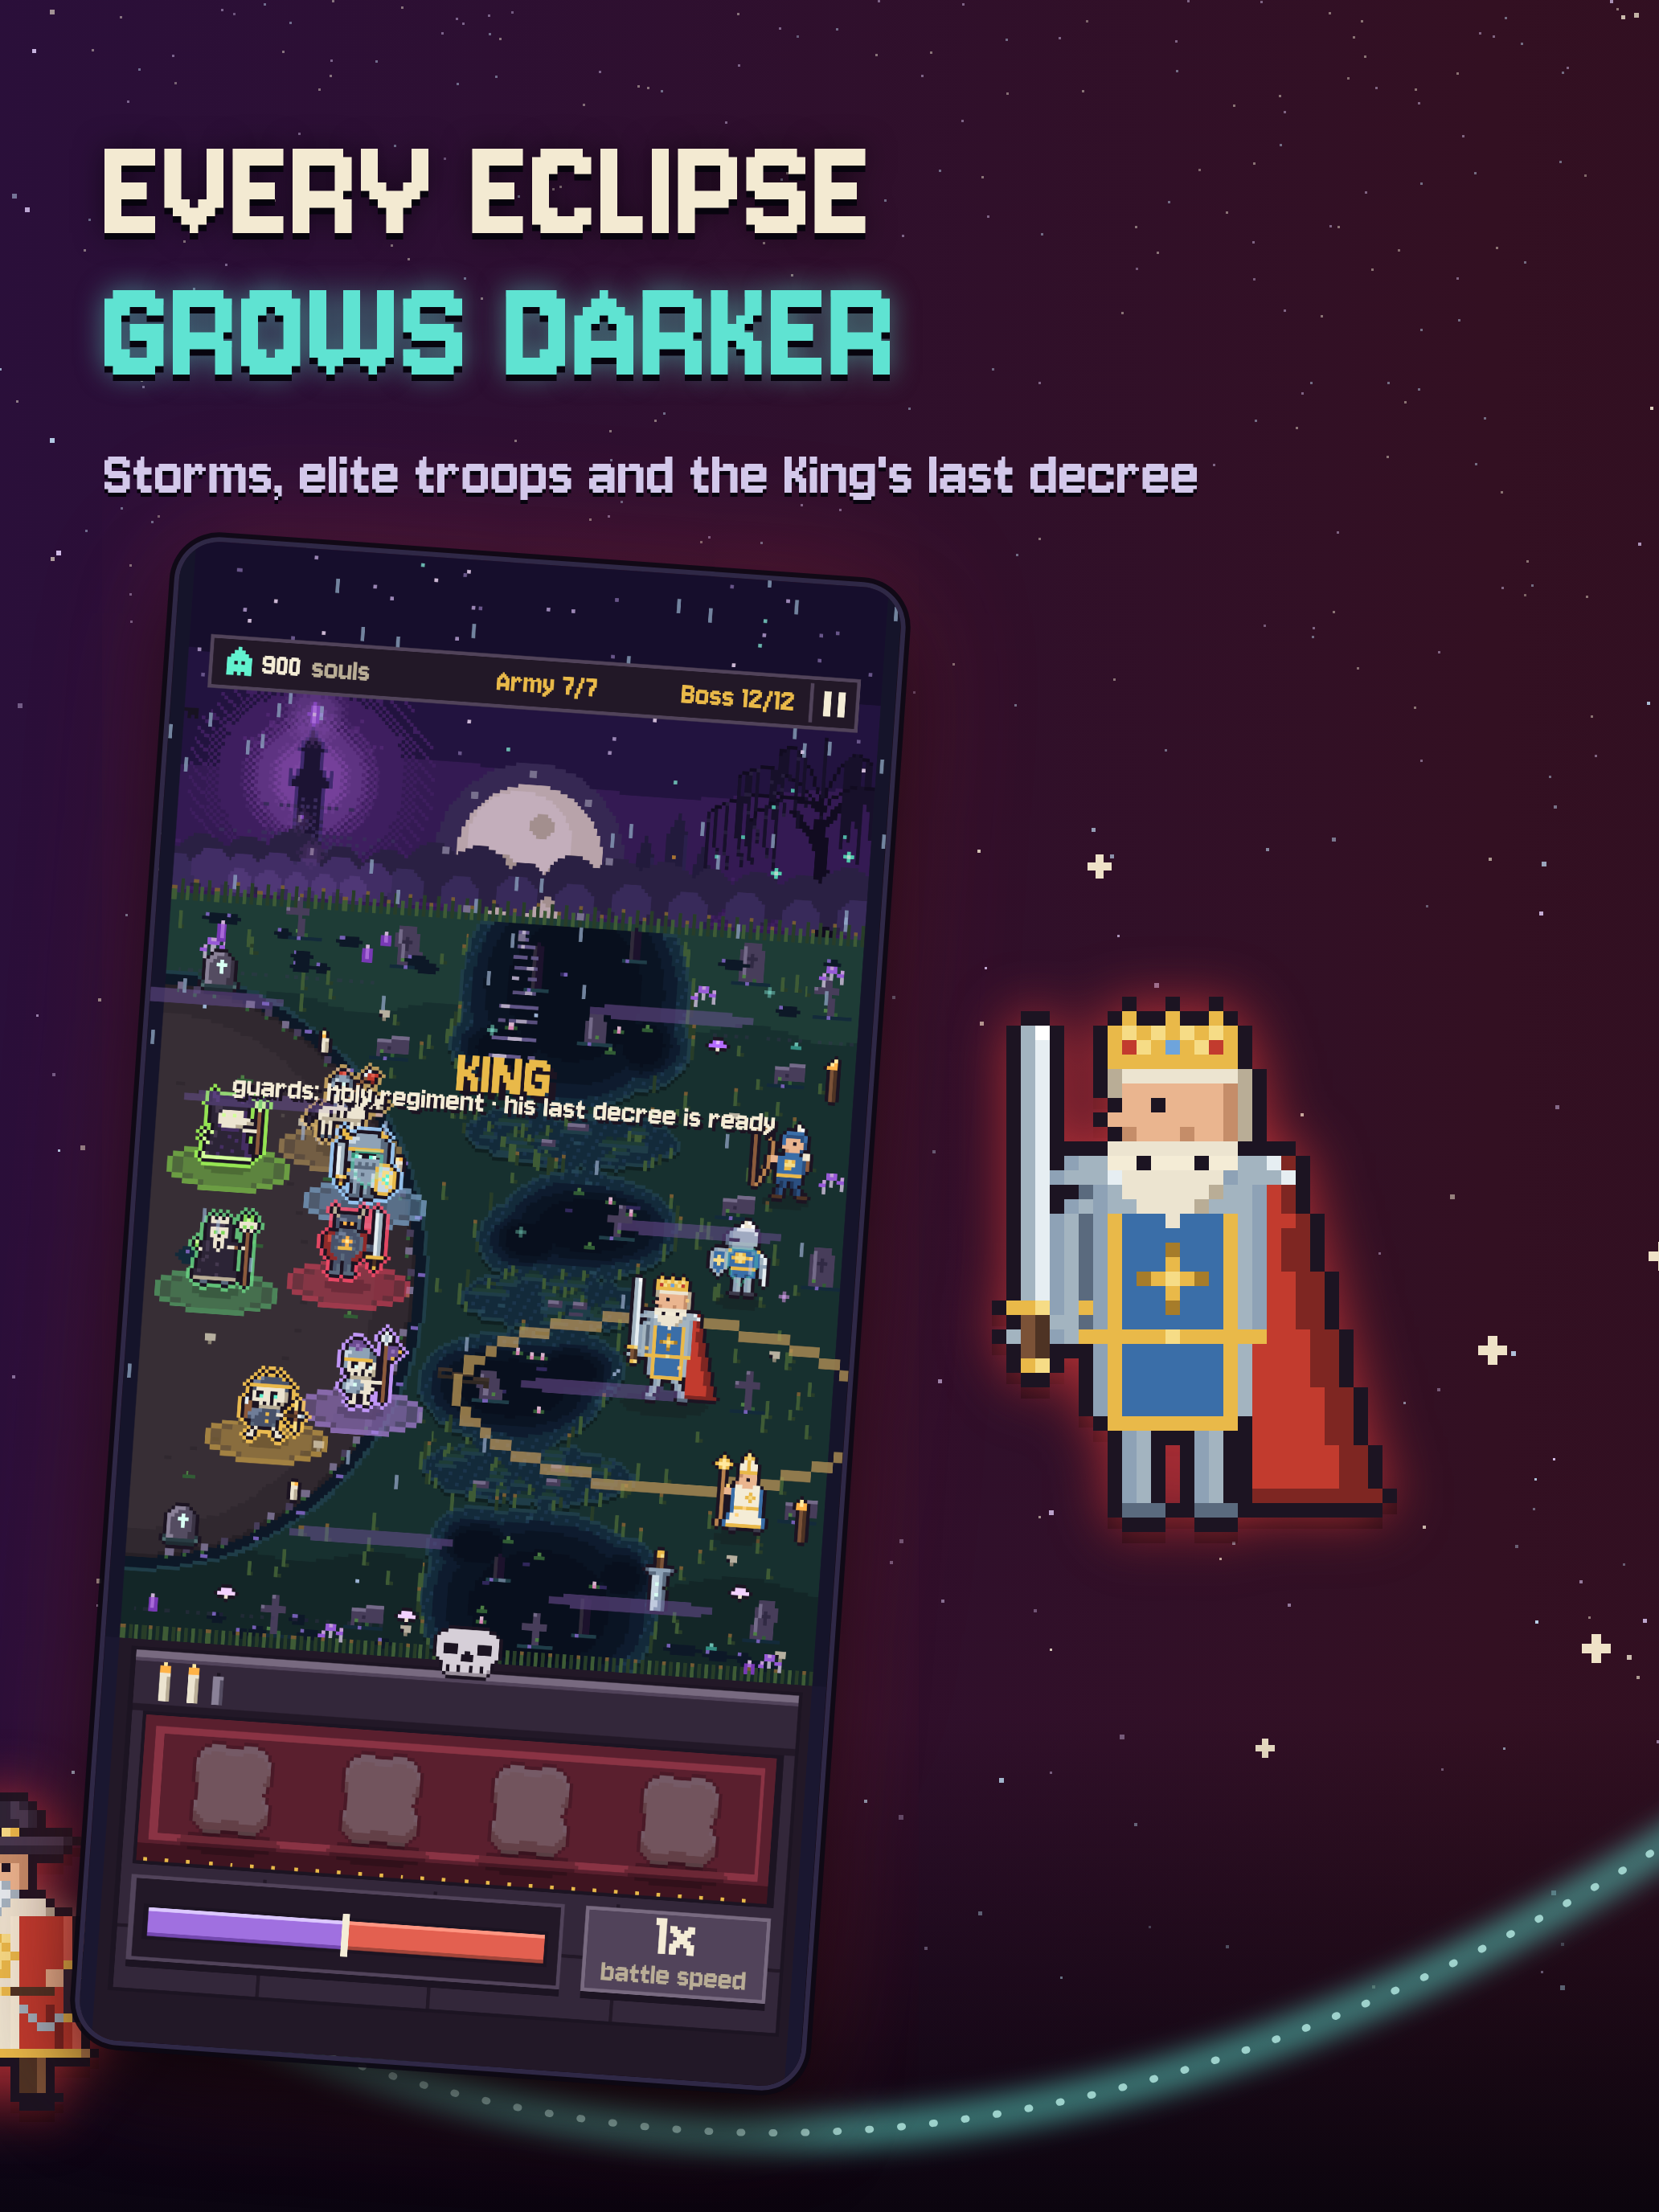 EVERY ECLIPSE
GROWS DARKER
Storms, elite troops and the King's last decree
900 souls
Army 7/7
Boss 12/12
KING
guards: holy regiment · his last decree is ready
1x
battle speed